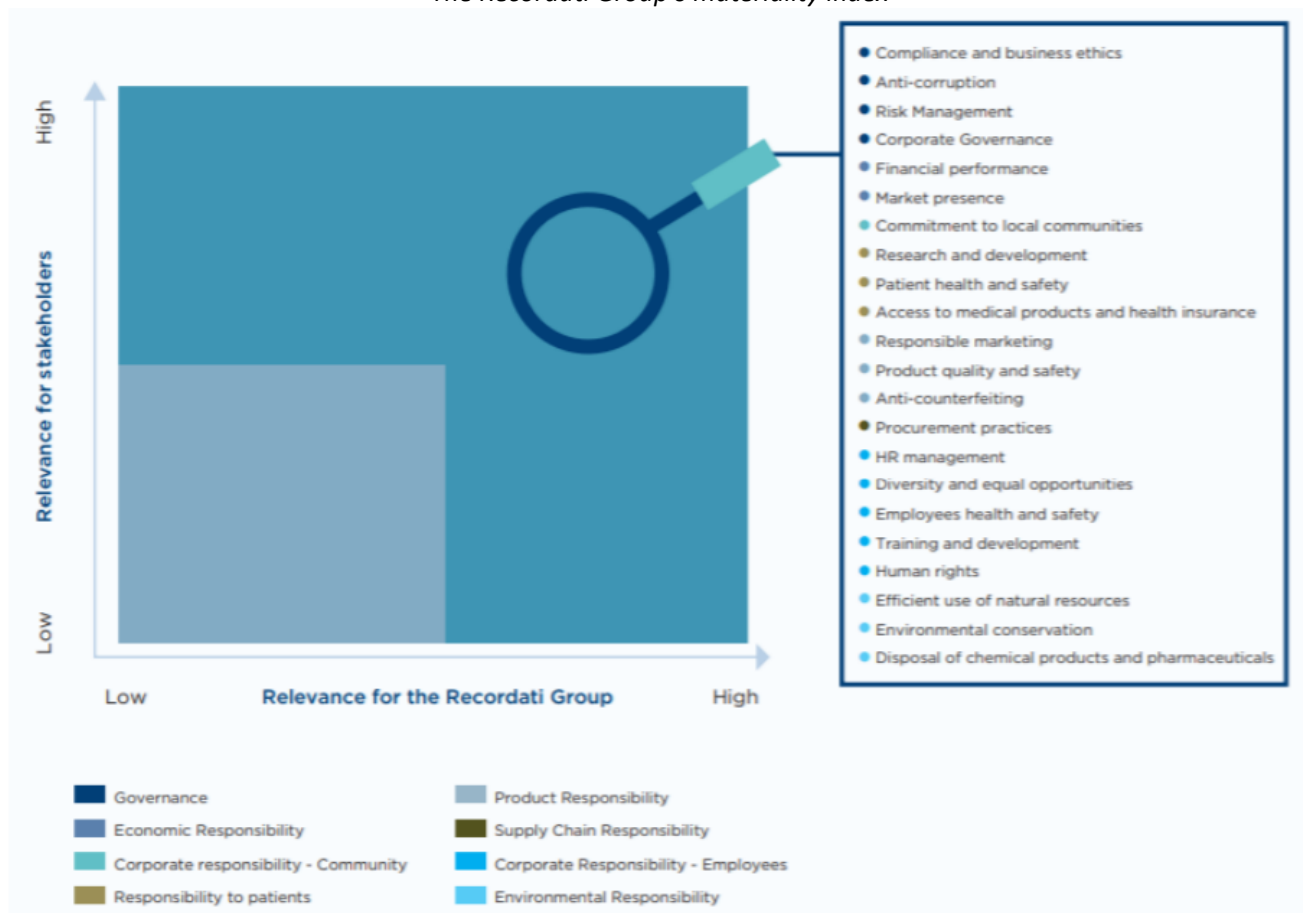 The Recordati Group's materiality index
Compliance and business ethics
Anti-corruption
Risk Management
Corporate Governance
Financial performance
Market presence
Commitment to local communities
Research and development
Patient health and safety
Access to medical products and health insurance
Responsible marketing
Product quality and safety
Anti-counterfeiting
Procurement practices
HR management
Diversity and equal opportunities
Employees health and safety
Training and development
Human rights
Efficient use of natural resources
Environmental conservation
Disposal of chemical products and pharmaceuticals
High
Relevance for stakeholders
Low
Low
Relevance for the Recordati Group
High
Governance
Economic Responsibility
Corporate responsibility - Community
Responsibility to patients
Product Responsibility
Supply Chain Responsibility
Corporate Responsibility - Employees
Environmental Responsibility